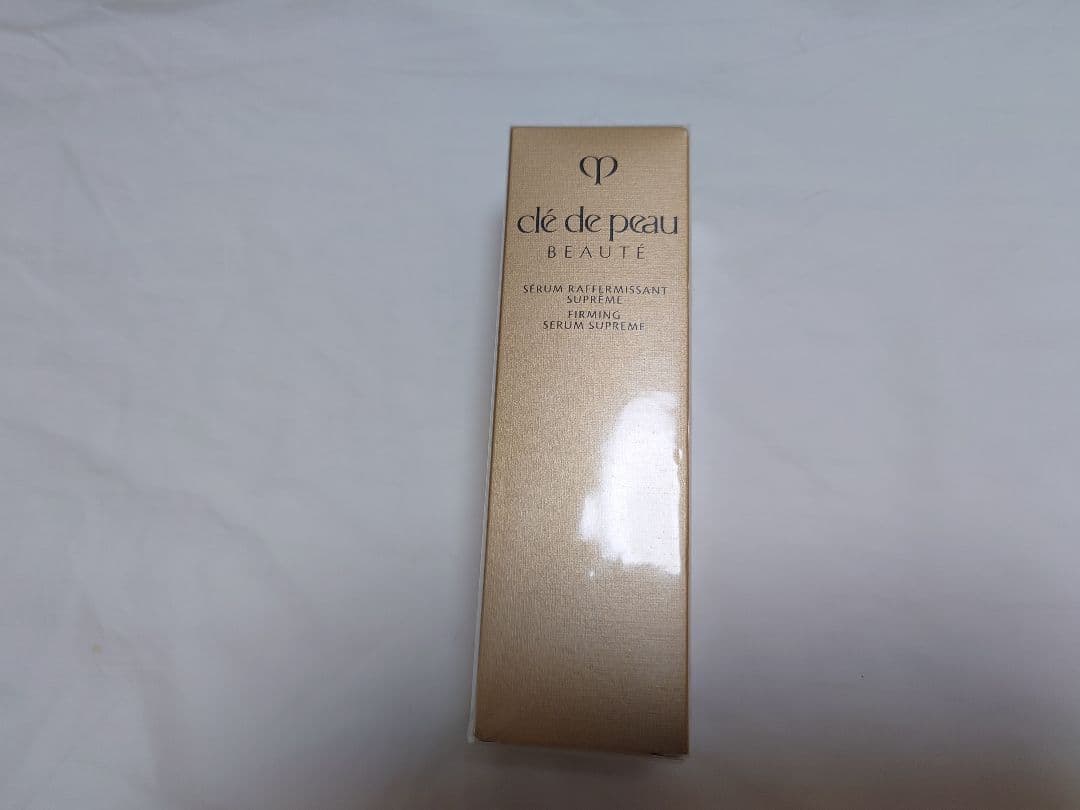 clé de peau
BEAUTÉ
SÉRUM RAFFERMISSANT
SUPRÊME
FIRMING
SERUM SUPREME